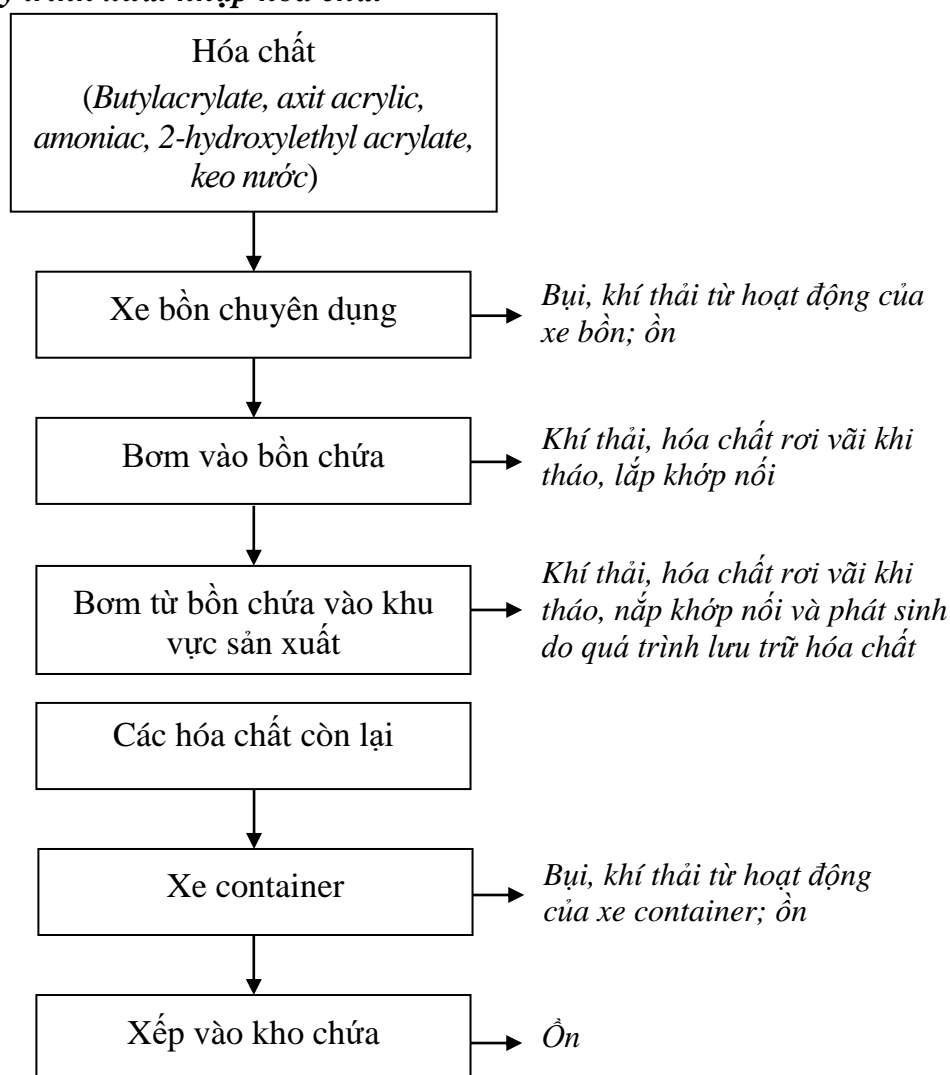 hóa chất
Hóa chất
(Butylacrylate, axit acrylic,
amoniac, 2-hydroxylethyl acrylate,
keo nước)
Xe bồn chuyên dụng
Bụi, khí thải từ hoạt động của
xe bồn; ồn
Bơm vào bồn chứa
Khí thải, hóa chất rơi vãi khi
tháo, lắp khớp nối
Bơm từ bồn chứa vào khu
vực sản xuất
Khí thải, hóa chất rơi vãi khi
tháo, nắp khớp nối và phát sinh
do quá trình lưu trữ hóa chất
Các hóa chất còn lại
Xe container
Bụi, khí thải từ hoạt động
của xe container; ồn
Xếp vào kho chứa
Ồn